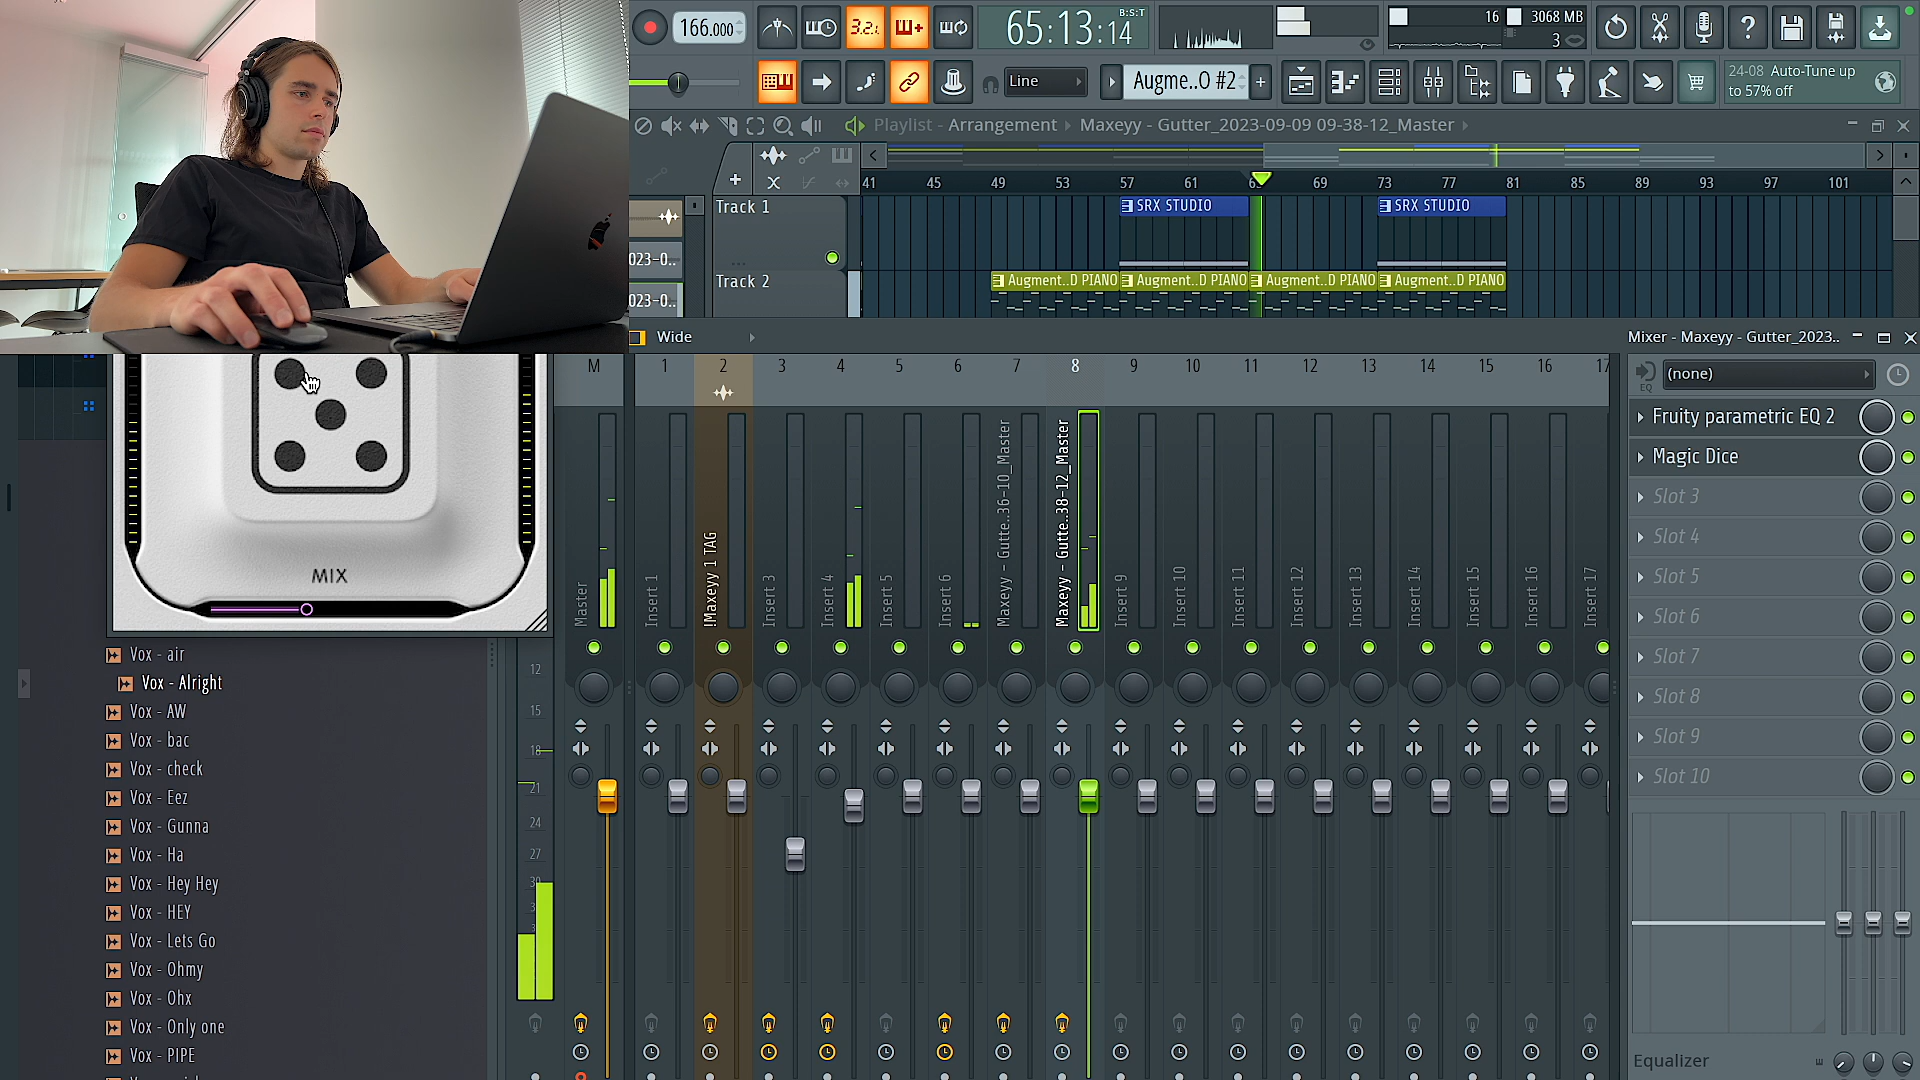 166.000
3.2.
65:13:14
B:S:T
16
3068 MB
3
Line
Augme..O #2
24-08 Auto-Tune up
to 57% off
Playlist - Arrangement
Maxeyy - Gutter_2023-09-09 09-38-12_Master
41 45 49 53 57 61 69 73 77 81 85 89 93 97 101
Track 1
SRX STUDIO
SRX STUDIO
023-0..
Track 2
Augment..D PIANO
Augment..D PIANO
Augment..D PIANO
Augment..D PIANO
023-0..
Wide
Mixer - Maxeyy - Gutter_2023..
M 1 2 3 4 5 6 7 8 9 10 11 12 13 14 15 16 17
(none)
EQ
Fruity parametric EQ 2
Magic Dice
Slot 3
Slot 4
Slot 5
Slot 6
Slot 7
Slot 8
Slot 9
Slot 10
Equalizer
Master
Insert 1
!Maxeyy 1 TAG
Insert 3
Insert 4
Insert 5
Insert 6
Maxeyy - Gutte..36-10_Master
Maxeyy - Gutte..38-12_Master
Insert 9
Insert 10
Insert 11
Insert 12
Insert 13
Insert 14
Insert 15
Insert 16
Insert 17
MIX
12
15
18
21
24
27
30
Vox - air
Vox - Alright
Vox - AW
Vox - bac
Vox - check
Vox - Eez
Vox - Gunna
Vox - Ha
Vox - Hey Hey
Vox - HEY
Vox - Lets Go
Vox - Ohmy
Vox - Ohx
Vox - Only one
Vox - PIPE